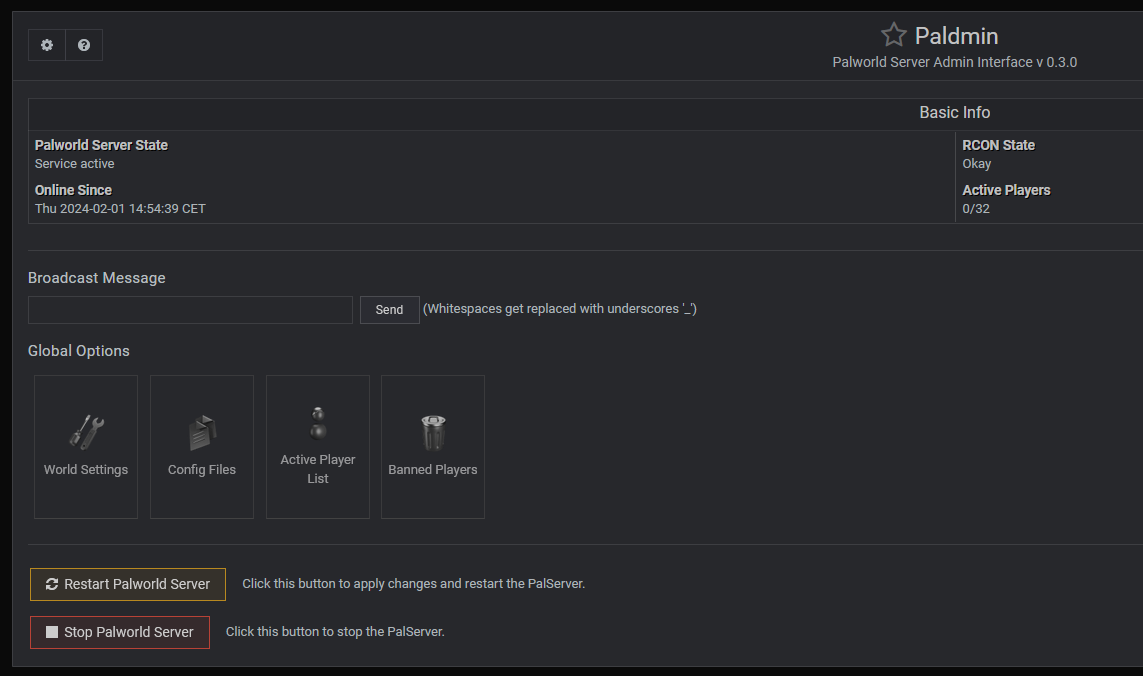 Paldmin
Palworld Server Admin Interface v 0.3.0
Basic Info
Palworld Server State
Service active
Online Since
Thu 2024-02-01 14:54:39 CET
RCON State
Okay
Active Players
0/32
Broadcast Message
Send (Whitespaces get replaced with underscores '_')
Global Options
World Settings
Config Files
Active Player
List
Banned Players
Restart Palworld Server Click this button to apply changes and restart the PalServer.
Stop Palworld Server Click this button to stop the PalServer.